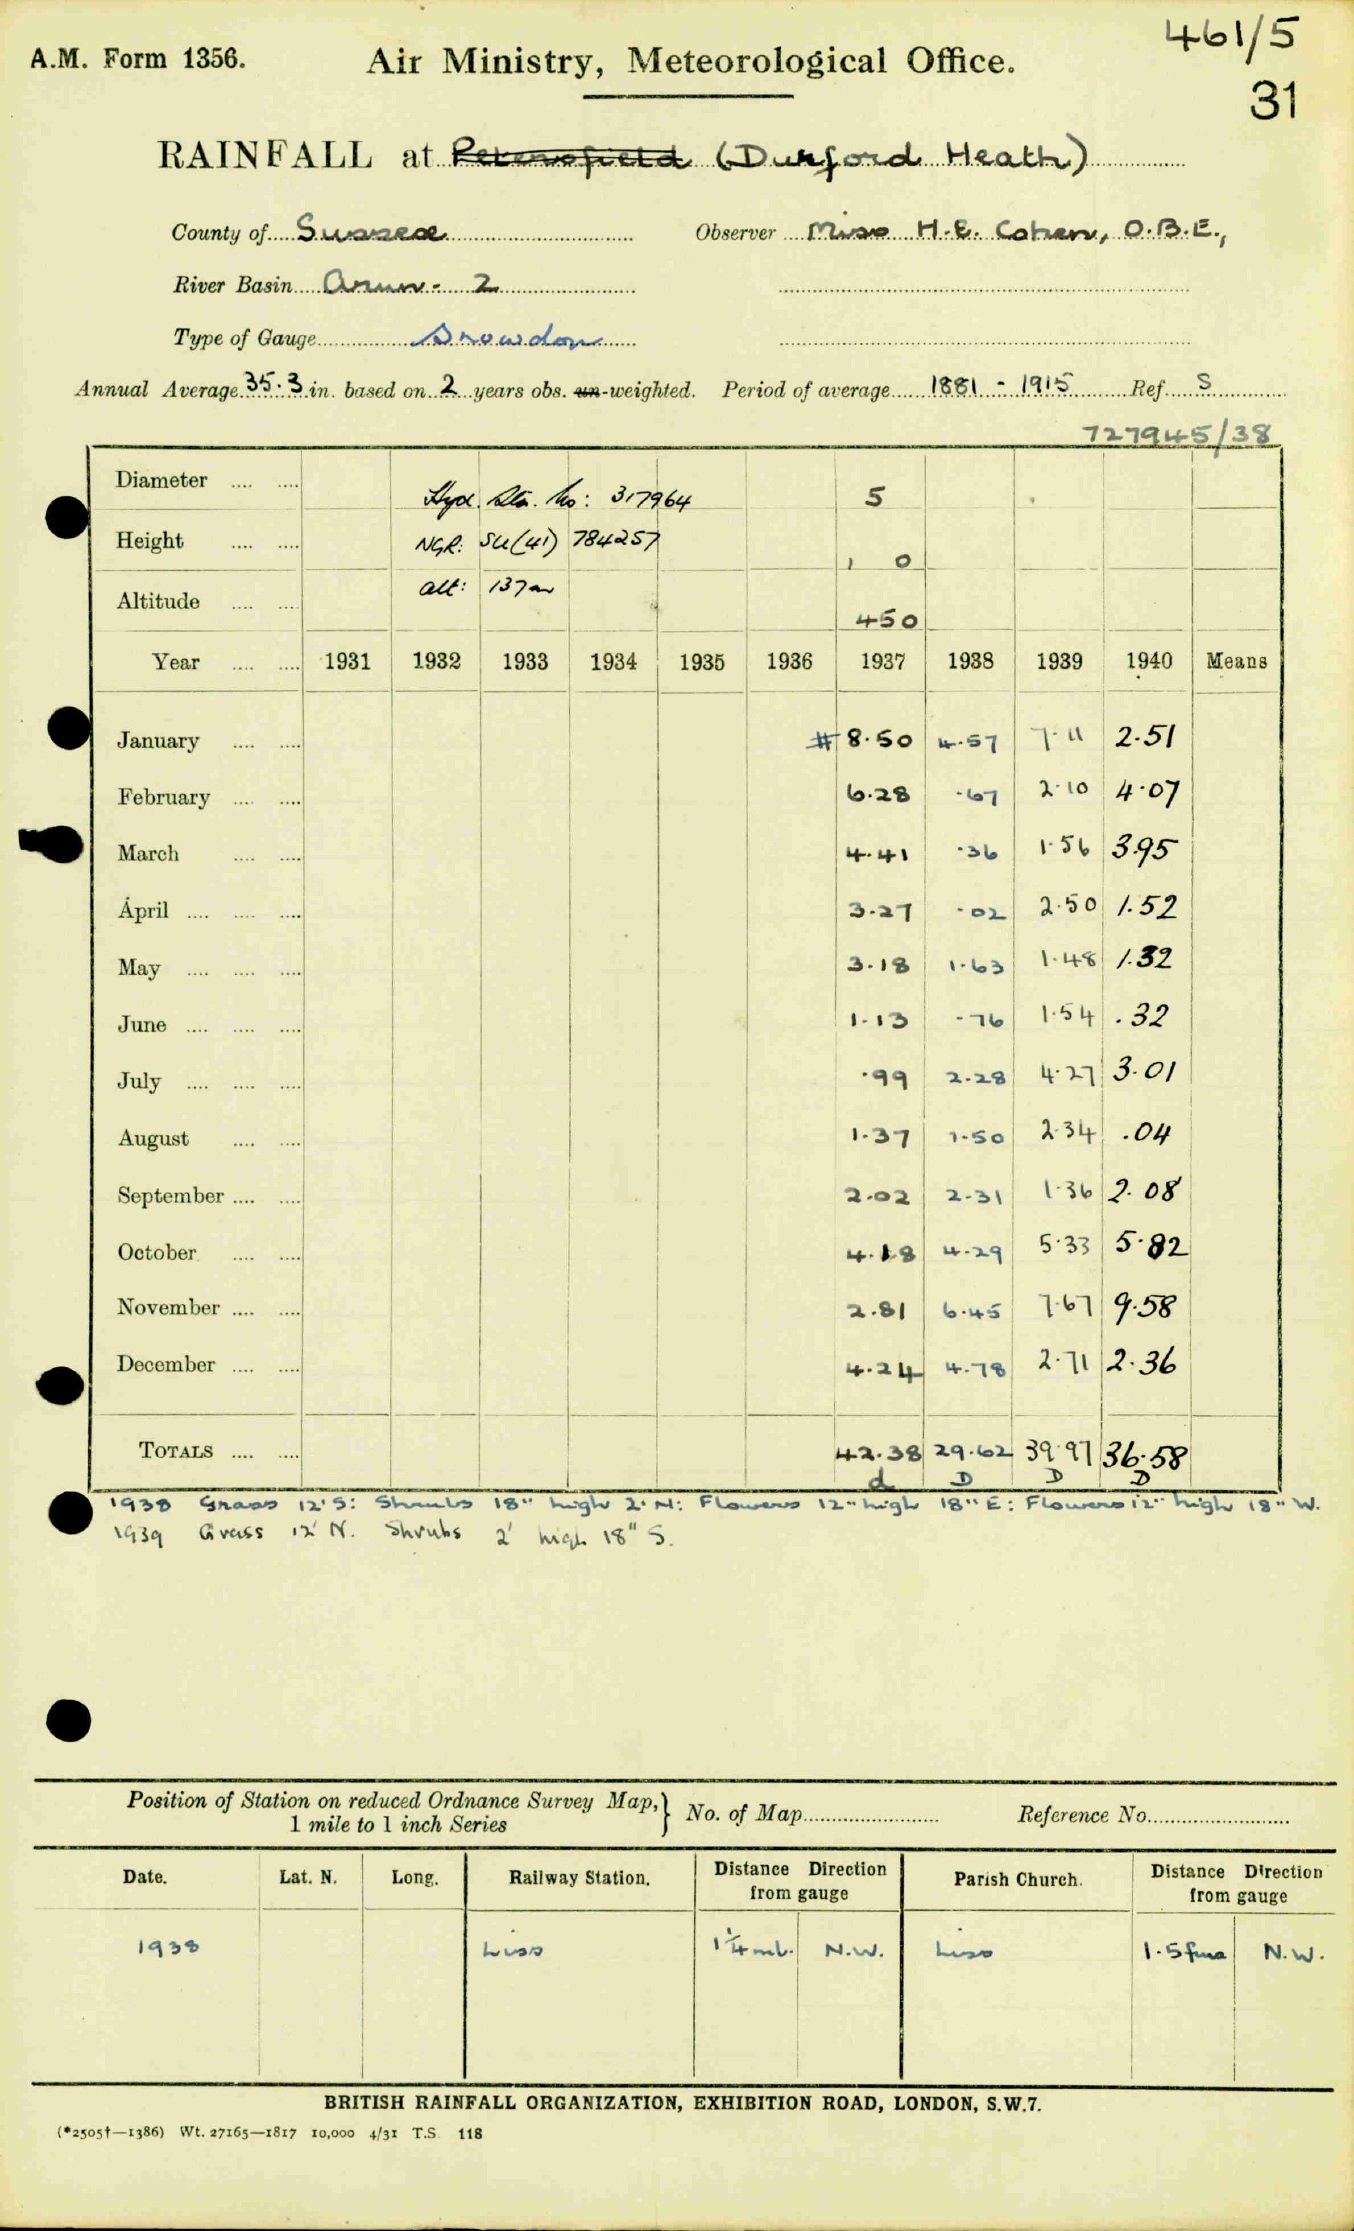 461/5
A.M. Form 1356. Air Ministry, Meteorological Office.
31
RAINFALL at Petersfield (Durford Heath)
County of Sussex Observer Miss H.E. Cohen, O.B.E.,
River Basin Arun - 2
Type of Gauge Snowdon
Annual Average 35.3 in. based on 2 years obs. un-weighted. Period of average 1881 - 1915 Ref. S
727945/38
Diameter .... .... Hyd. Stn. No: 317964 5
Height .... .... NGR: SU(41) 784257 1 0
Altitude .... .... alt: 137m 450
Year .... .... 1931 1932 1933 1934 1935 1936 1937 1938 1939 1940 Means
January .... .... # 8.50 4.57 7.11 2.51
February .... .... 6.28 .67 2.10 4.07
March .... .... 4.41 .36 1.56 3.95
April .... .... .... 3.27 .02 2.50 1.52
May .... .... .... 3.18 1.63 1.48 1.32
June .... .... .... 1.13 .76 1.54 .32
July .... .... .... .99 2.28 4.27 3.01
August .... .... 1.37 1.50 2.34 .04
September .... .... 2.02 2.31 1.36 2.08
October .... .... 4.18 4.29 5.33 5.82
November .... .... 2.81 6.45 7.67 9.58
December .... .... 4.24 4.78 2.71 2.36
TOTALS .... .... 42.38 29.62 39.97 36.58
d D D D
1938 Grass 12' S: Shrubs 18" high 2' N: Flowers 12" high 18" E: Flowers 12" high 18" W.
1939 Grass 12' N. Shrubs 2' high 18" S.
Position of Station on reduced Ordnance Survey Map, } No. of Map Reference No.
1 mile to 1 inch Series
Date. Lat. N. Long. Railway Station. Distance Direction from gauge Parish Church. Distance Direction from gauge
1938 Liss 1¼ml. N.W. Liss 1.5 furs N.W.
BRITISH RAINFALL ORGANIZATION, EXHIBITION ROAD, LONDON, S.W.7.
(*2505†—1386) Wt. 27165—1817 10,000 4/31 T.S. 118